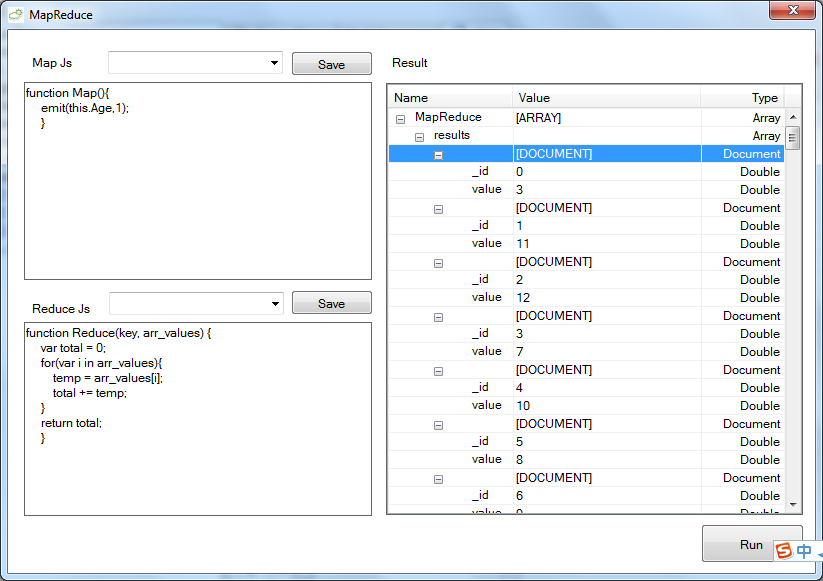 MapReduce
Map Js
Save
function Map(){
emit(this.Age,1);
}
Reduce Js
Save
function Reduce(key, arr_values) {
var total = 0;
for(var i in arr_values){
temp = arr_values[i];
total += temp;
}
return total;
}
Result
Name Value Type
MapReduce [ARRAY] Array
results Array
[DOCUMENT] Document
_id 0 Double
value 3 Double
[DOCUMENT] Document
_id 1 Double
value 11 Double
[DOCUMENT] Document
_id 2 Double
value 12 Double
[DOCUMENT] Document
_id 3 Double
value 7 Double
[DOCUMENT] Document
_id 4 Double
value 10 Double
[DOCUMENT] Document
_id 5 Double
value 8 Double
[DOCUMENT] Document
_id 6 Double
value Double
Run
S 中